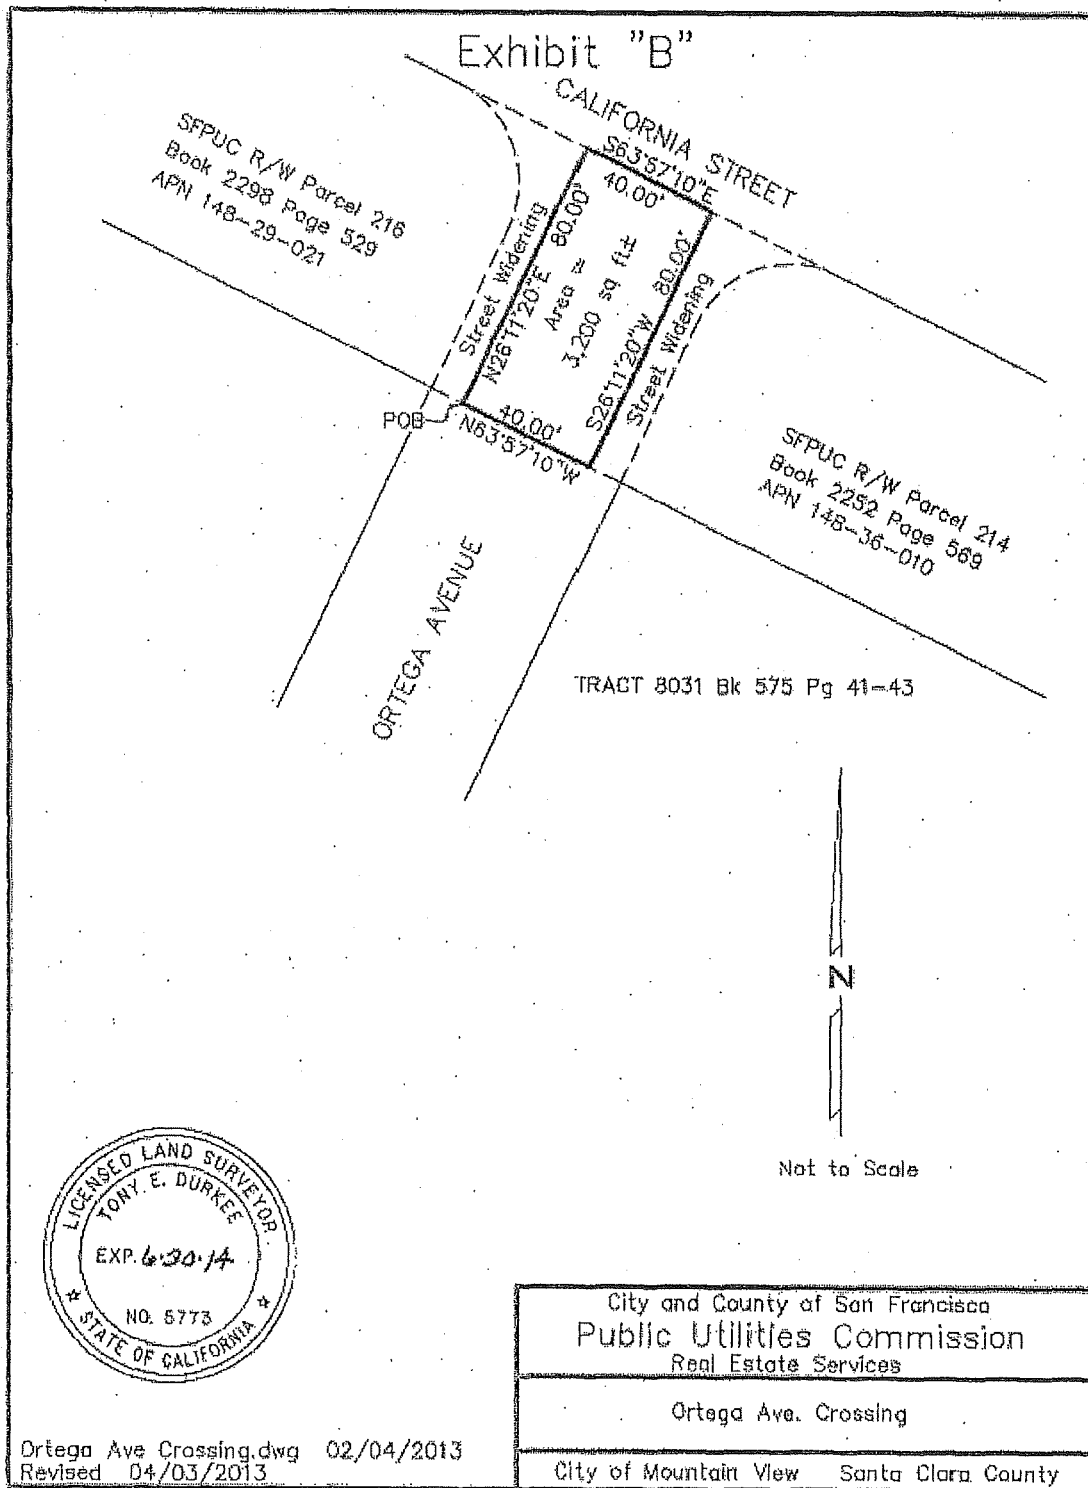 Exhibit "B"
CALIFORNIA STREET
SFPUC R/W Parcel 216
Book 2298 Page 529
APN 148-29-021
S63°57'10"E
40.00'
Street Widening
N26°11'20"E 80.00'
Area =
3,200 sq ft±
S26°11'20"W 80.00'
Street Widening
POB
40.00'
N63°57'10"W
SFPUC R/W Parcel 214
Book 2252 Page 569
APN 148-36-010
ORTEGA AVENUE
TRACT 8031 Bk 575 Pg 41-43
N
Not to Scale
LICENSED LAND SURVEYOR
TONY E. DURKEE
EXP. 6·30·14
NO. 5773
STATE OF CALIFORNIA
City and County of San Francisco
Public Utilities Commission
Real Estate Services
Ortega Ave. Crossing
Ortega Ave Crossing.dwg 02/04/2013
Revised 04/03/2013
City of Mountain View Santa Clara County